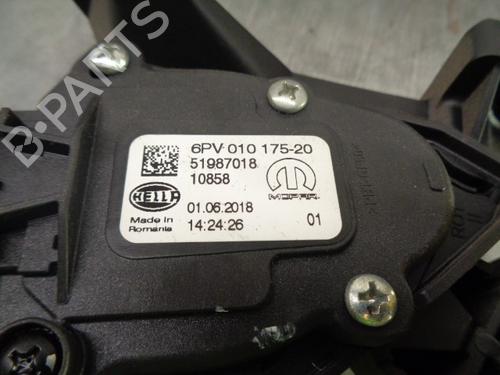 6PV 010 175-20
51987018
10858
HELLA
MOPAR
Made in
Romania
01.06.2018
01
14:24:26
B-PARTS